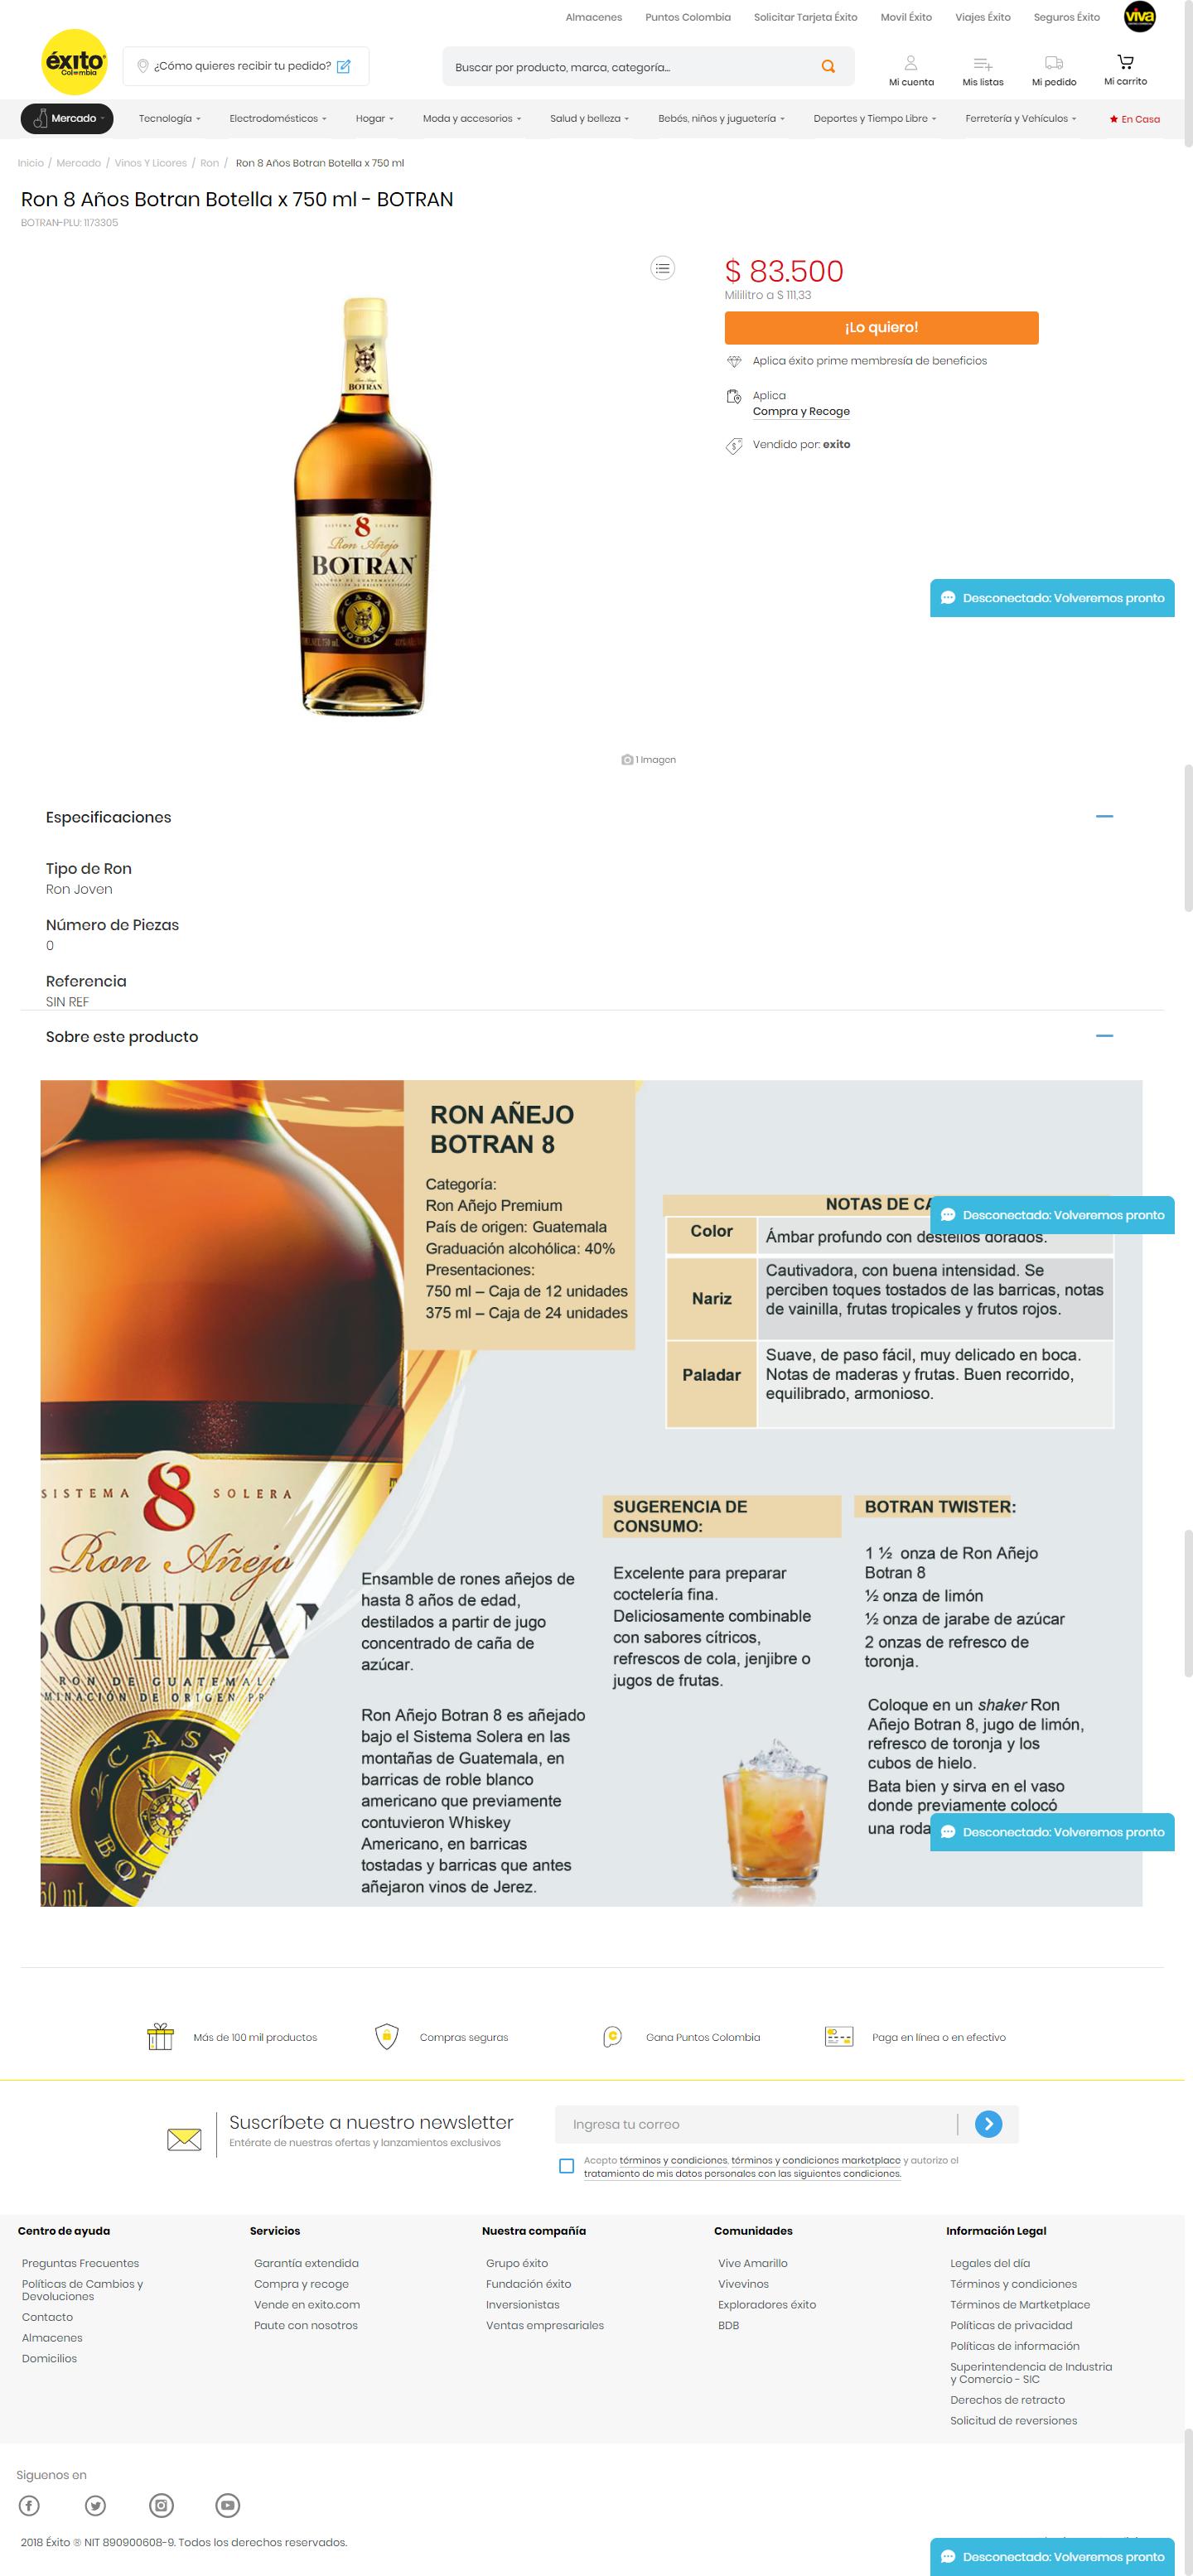 Almacenes Puntos Colombia Solicitar Tarjeta Éxito Movil Éxito Viajes Éxito Seguros Éxito viva
éxito
Colombia
¿Cómo quieres recibir tu pedido?
Buscar por producto, marca, categoría...
Mi cuenta Mis listas Mi pedido Mi carrito
Mercado Tecnología Electrodomésticos Hogar Moda y accesorios Salud y belleza Bebés, niños y juguetería Deportes y Tiempo Libre Ferretería y Vehículos En Casa
Inicio / Mercado / Vinos Y Licores / Ron / Ron 8 Años Botran Botella x 750 ml
Ron 8 Años Botran Botella x 750 ml - BOTRAN
BOTRAN-PLU: 1173305
$ 83.500
Mililitro a $ 111,33
¡Lo quiero!
Aplica éxito prime membresía de beneficios
Aplica
Compra y Recoge
Vendido por: exito
Ron Añejo
BOTRAN
SISTEMA 8 SOLERA
Ron Añejo
BOTRAN
RON DE GUATEMALA
CASA
BOTRAN
Desconectado: Volveremos pronto
1 Imagen
Especificaciones
Tipo de Ron
Ron Joven
Número de Piezas
0
Referencia
SIN REF
Sobre este producto
RON AÑEJO
BOTRAN 8
Categoría:
Ron Añejo Premium
País de origen: Guatemala
Graduación alcohólica: 40%
Presentaciones:
750 ml – Caja de 12 unidades
375 ml – Caja de 24 unidades
NOTAS DE CA
Desconectado: Volveremos pronto
Color
Ámbar profundo con destellos dorados.
Nariz
Cautivadora, con buena intensidad. Se
perciben toques tostados de las barricas, notas
de vainilla, frutas tropicales y frutos rojos.
Paladar
Suave, de paso fácil, muy delicado en boca.
Notas de maderas y frutas. Buen recorrido,
equilibrado, armonioso.
SISTEMA 8 SOLERA
Ron Añejo
BOTRAN
RON DE GUATEMALA
MINACIÓN DE ORIGEN PR
CASA
BOT
50 mL
Ensamble de rones añejos de
hasta 8 años de edad,
destilados a partir de jugo
concentrado de caña de
azúcar.
Ron Añejo Botran 8 es añejado
bajo el Sistema Solera en las
montañas de Guatemala, en
barricas de roble blanco
americano que previamente
contuvieron Whiskey
Americano, en barricas
tostadas y barricas que antes
añejaron vinos de Jerez.
SUGERENCIA DE
CONSUMO:
Excelente para preparar
coctelería fina.
Deliciosamente combinable
con sabores cítricos,
refrescos de cola, jenjibre o
jugos de frutas.
BOTRAN TWISTER:
1 ½ onza de Ron Añejo
Botran 8
½ onza de limón
½ onza de jarabe de azúcar
2 onzas de refresco de
toronja.
Coloque en un shaker Ron
Añejo Botran 8, jugo de limón,
refresco de toronja y los
cubos de hielo.
Bata bien y sirva en el vaso
donde previamente colocó
una roda
Desconectado: Volveremos pronto
Más de 100 mil productos Compras seguras Gana Puntos Colombia Paga en línea o en efectivo
Suscríbete a nuestro newsletter
Entérate de nuestras ofertas y lanzamientos exclusivos
Ingresa tu correo
Acepto términos y condiciones, términos y condiciones marketplace y autorizo el
tratamiento de mis datos personales con las siguientes condiciones.
Centro de ayuda
Preguntas Frecuentes
Políticas de Cambios y
Devoluciones
Contacto
Almacenes
Domicilios
Servicios
Garantía extendida
Compra y recoge
Vende en exito.com
Paute con nosotros
Nuestra compañía
Grupo éxito
Fundación éxito
Inversionistas
Ventas empresariales
Comunidades
Vive Amarillo
Vivevinos
Exploradores éxito
BDB
Información Legal
Legales del día
Términos y condiciones
Términos de Martketplace
Políticas de privacidad
Políticas de información
Superintendencia de Industria
y Comercio - SIC
Derechos de retracto
Solicitud de reversiones
Siguenos en
2018 Éxito ® NIT 890900608-9. Todos los derechos reservados.
Desconectado: Volveremos pronto